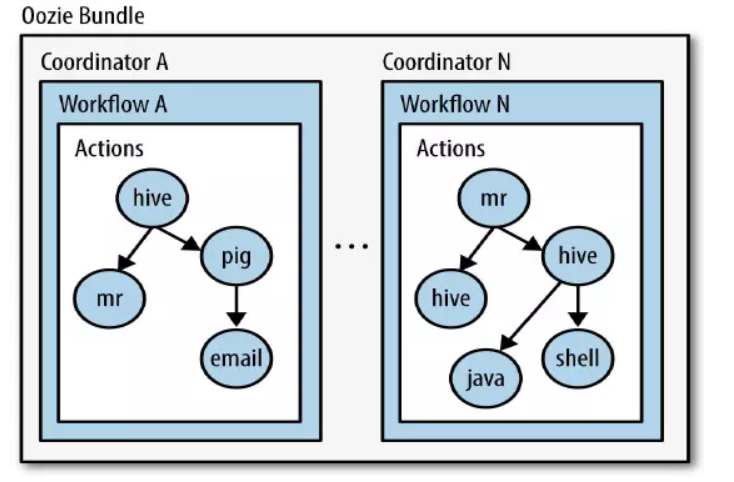 Oozie Bundle
Coordinator A
Workflow A
Actions
hive
pig
mr
email
...
Coordinator N
Workflow N
Actions
mr
hive
hive
shell
java